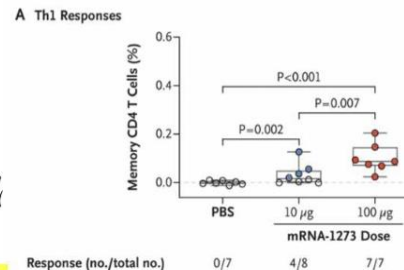 A Th1 Responses
Memory CD4 T Cells (%)
0.6
0.4
0.2
0.0
P<0.001
P=0.007
P=0.002
PBS
10 µg
100 µg
mRNA-1273 Dose
Response (no./total no.)
0/7
4/8
7/7